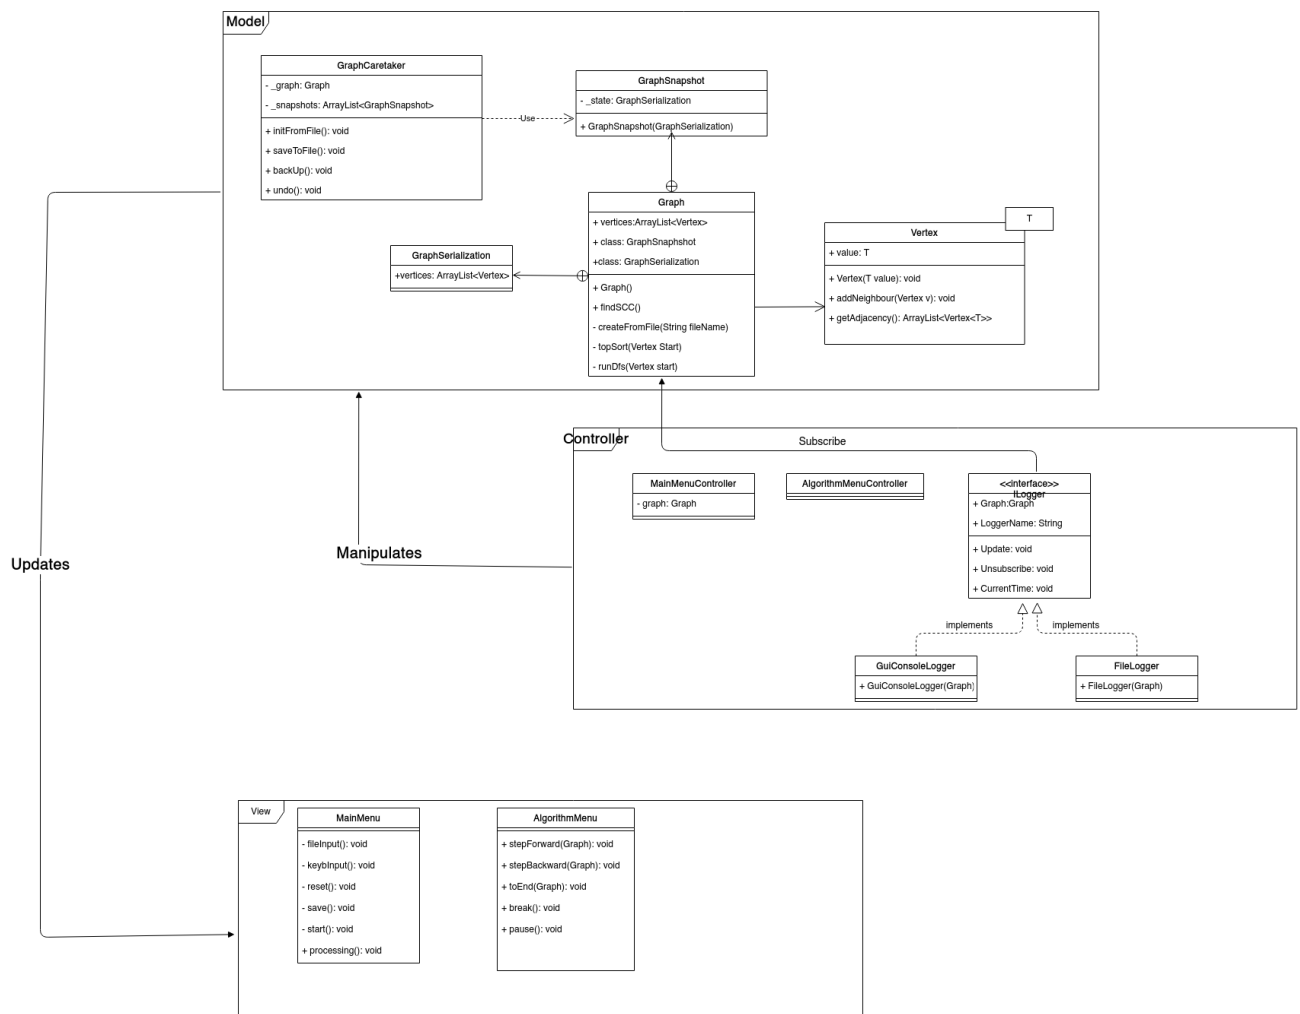 Model
GraphCaretaker
- _graph: Graph
- _snapshots: ArrayList<GraphSnapshot>
+ initFromFile(): void
+ saveToFile(): void
+ backUp(): void
+ undo(): void
Use
GraphSnapshot
- _state: GraphSerialization
+ GraphSnapshot(GraphSerialization)
Graph
+ vertices:ArrayList<Vertex>
+ class: GraphSnaphshot
+class: GraphSerialization
+ Graph()
+ findSCC()
- createFromFile(String fileName)
- topSort(Vertex Start)
- runDfs(Vertex start)
GraphSerialization
+vertices: ArrayList<Vertex>
T
Vertex
+ value: T
+ Vertex(T value): void
+ addNeighbour(Vertex v): void
+ getAdjacency(): ArrayList<Vertex<T>>
Controller
Subscribe
MainMenuController
- graph: Graph
AlgorithmMenuController
<<interface>>
ILogger
+ Graph:Graph
+ LoggerName: String
+ Update: void
+ Unsubscribe: void
+ CurrentTime: void
implements
implements
GuiConsoleLogger
+ GuiConsoleLogger(Graph)
FileLogger
+ FileLogger(Graph)
Manipulates
Updates
View
MainMenu
- fileInput(): void
- keybInput(): void
- reset(): void
- save(): void
- start(): void
+ processing(): void
AlgorithmMenu
+ stepForward(Graph): void
+ stepBackward(Graph): void
+ toEnd(Graph): void
+ break(): void
+ pause(): void